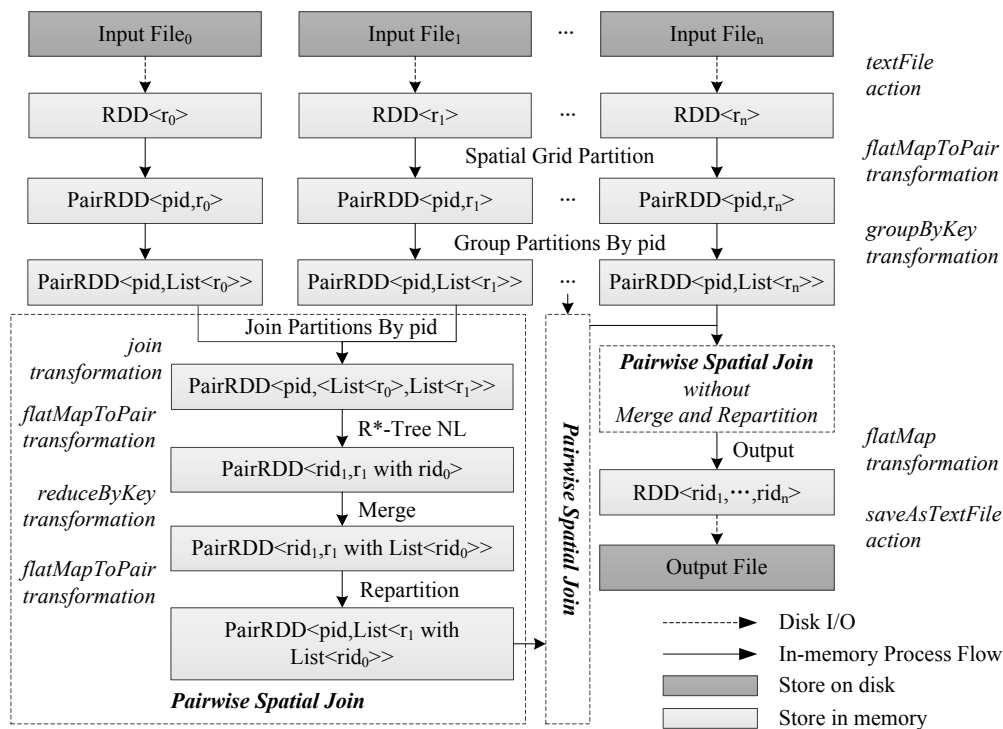 Input File₀
Input File₁
...
Input Fileₙ
textFile
action
RDD<r₀>
RDD<r₁>
...
RDD<rₙ>
Spatial Grid Partition
flatMapToPair
transformation
PairRDD<pid,r₀>
PairRDD<pid,r₁>
...
PairRDD<pid,rₙ>
Group Partitions By pid
groupByKey
transformation
PairRDD<pid,List<r₀>>
PairRDD<pid,List<r₁>>
...
PairRDD<pid,List<rₙ>>
Join Partitions By pid
join
transformation
PairRDD<pid,<List<r₀>,List<r₁>>
flatMapToPair
transformation
R*-Tree NL
PairRDD<rid₁,r₁ with rid₀>
reduceByKey
transformation
Merge
PairRDD<rid₁,r₁ with List<rid₀>>
flatMapToPair
transformation
Repartition
PairRDD<pid,List<r₁ with
List<rid₀>>
Pairwise Spatial Join
Pairwise Spatial Join
Pairwise Spatial Join
without
Merge and Repartition
Output
flatMap
transformation
RDD<rid₁,···,ridₙ>
saveAsTextFile
action
Output File
Disk I/O
In-memory Process Flow
Store on disk
Store in memory